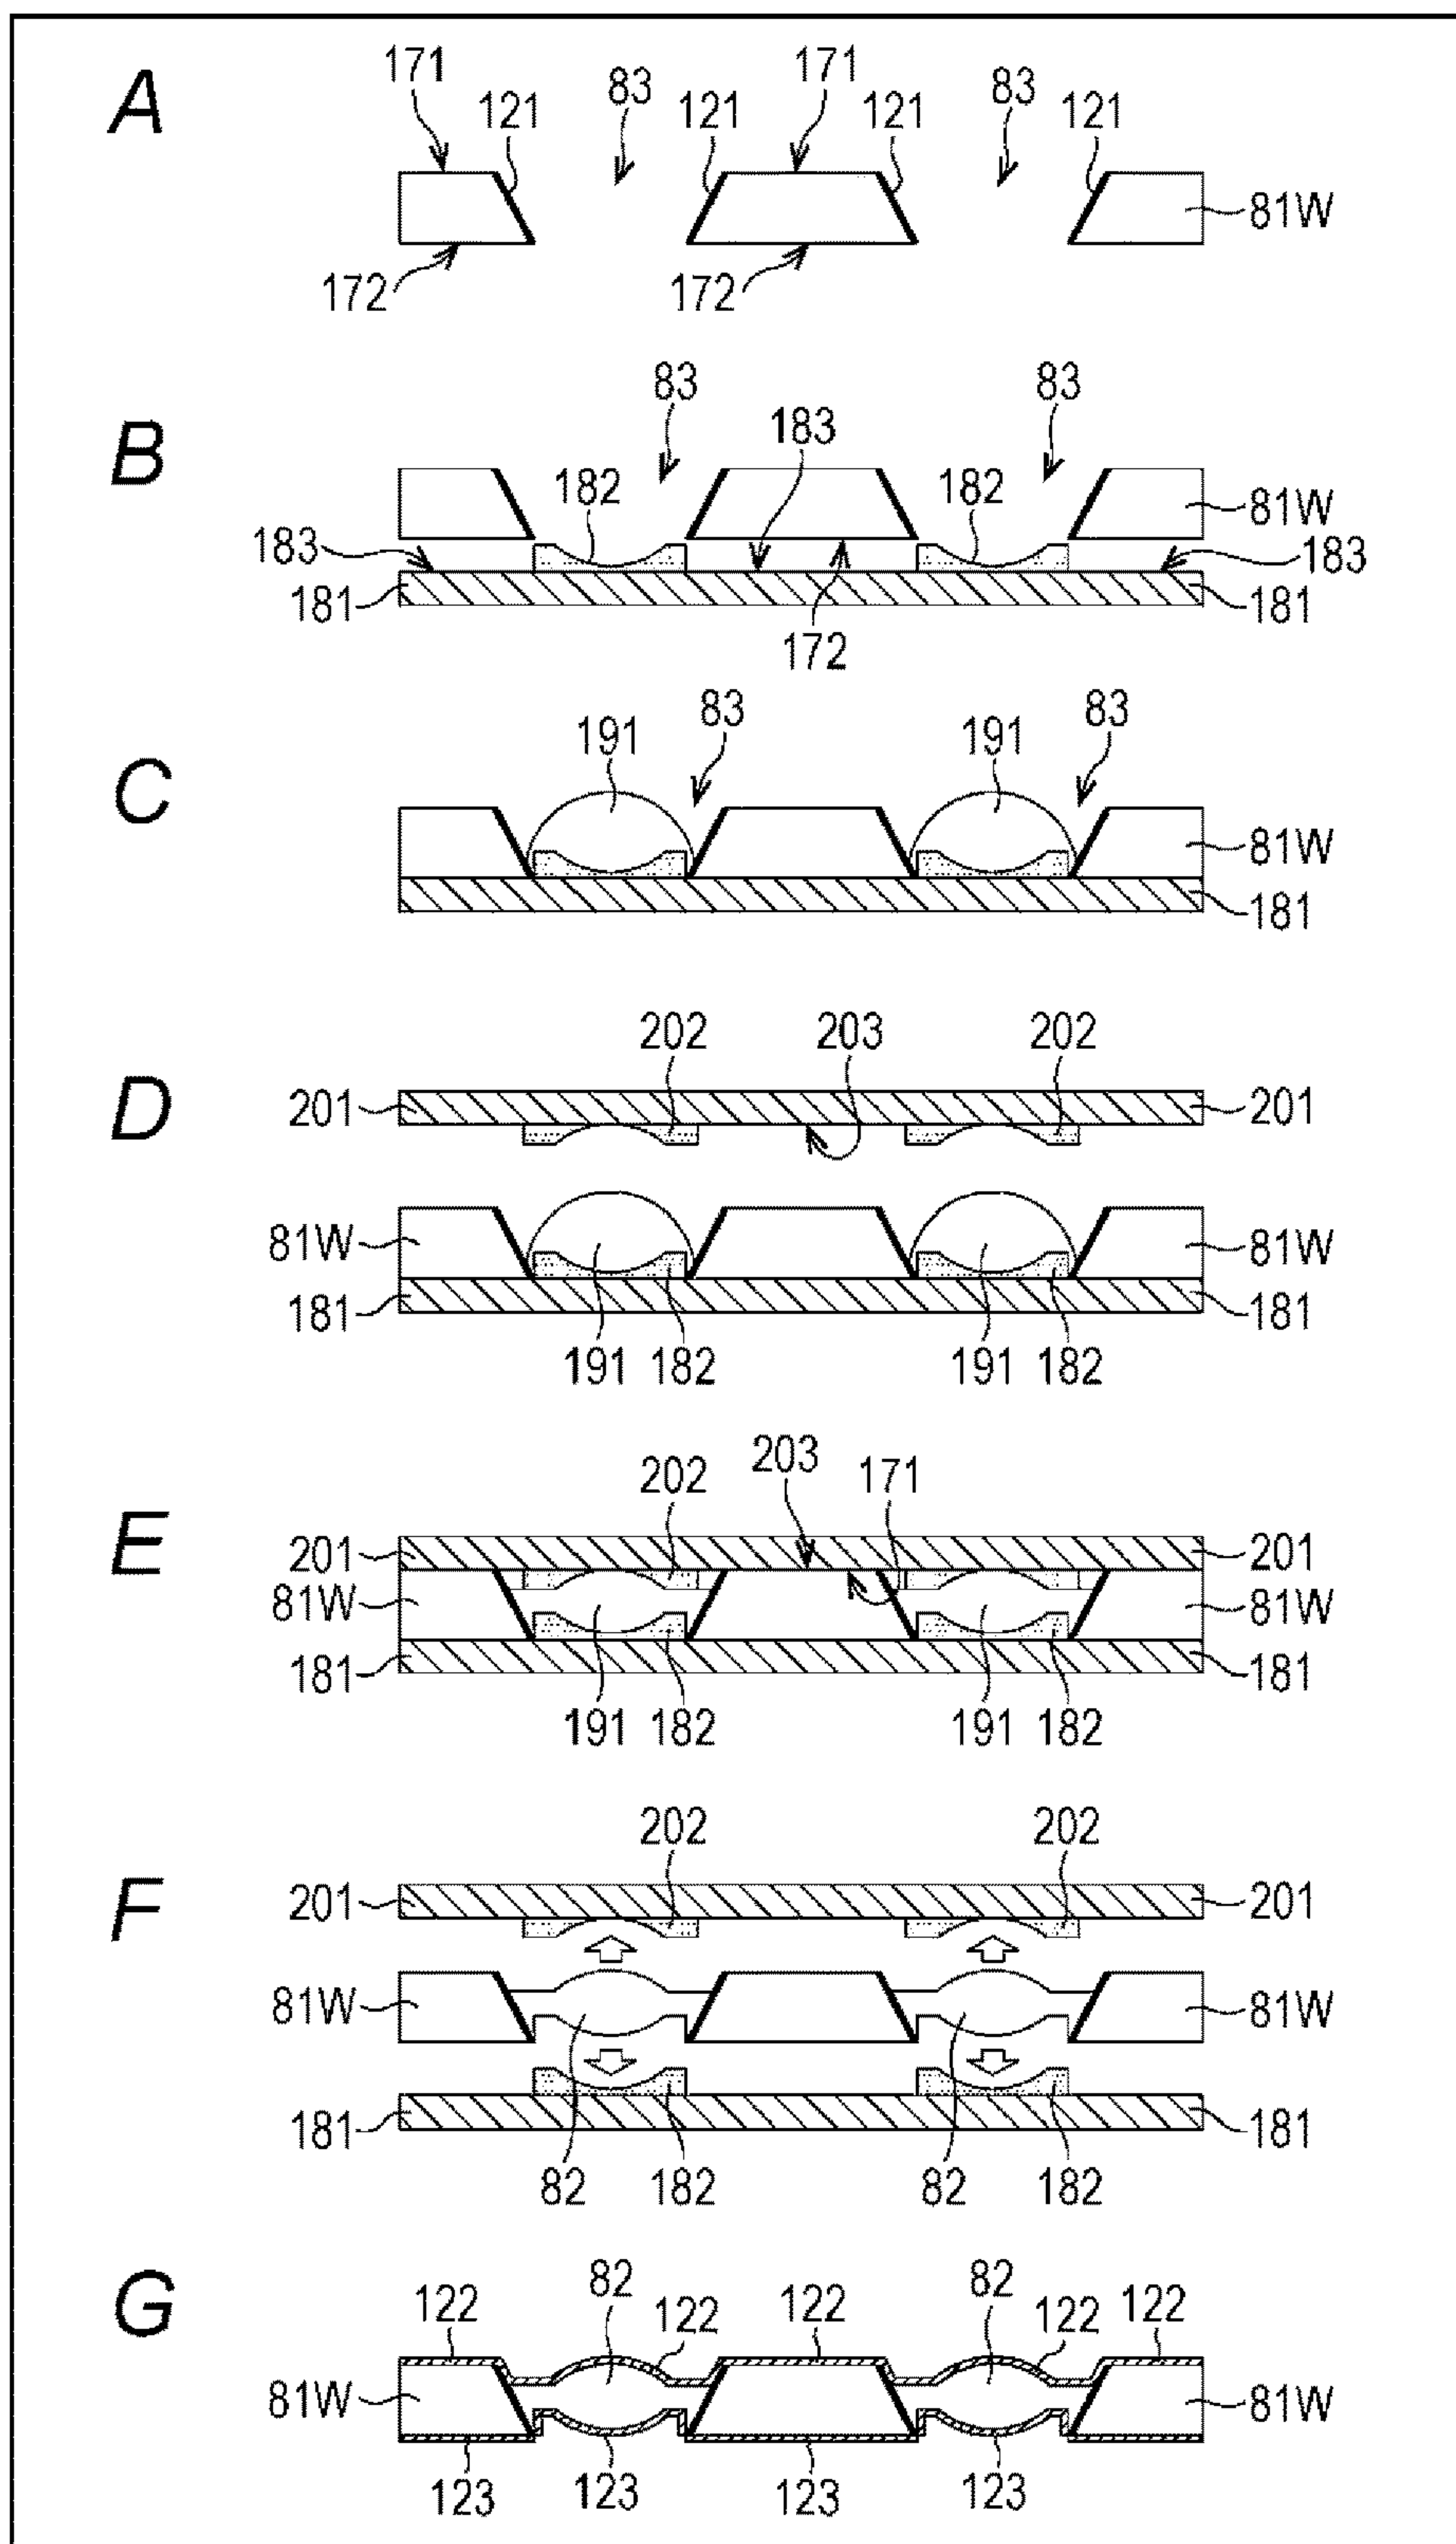 A
171 83 171 83
121 121 121 121
81W
172 172
B
83 83
183
182 182
81W
183 183
181 181
172
C
83 83
191 191
81W
181
D
202 203 202
201 201
81W 81W
181 181
191 182 191 182
E
203
202 171
201 201
81W 81W
181 181
191 182 191 182
F
202 202
201 201
81W 81W
181 181
82 182 82 182
G
82 82
122 122 122 122 122
81W 81W
123 123 123 123